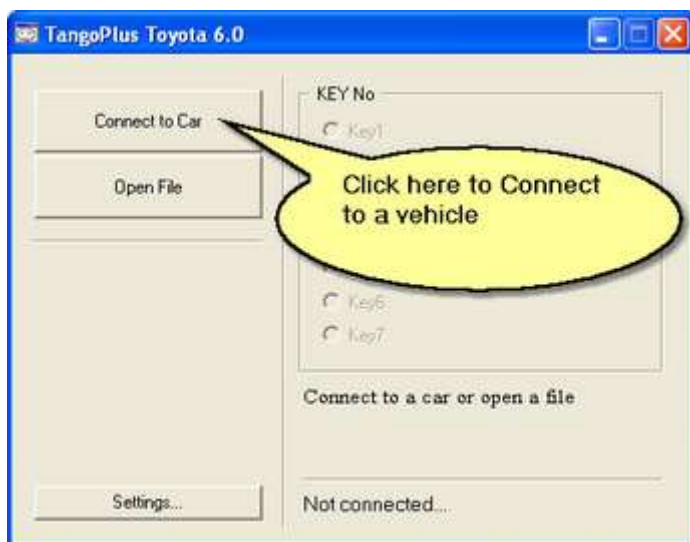 TangoPlus Toyota 6.0
Connect to Car
Open File
KEY No
Key1
Click here to Connect
to a vehicle
Key6
Key7
Connect to a car or open a file
Settings...
Not connected...